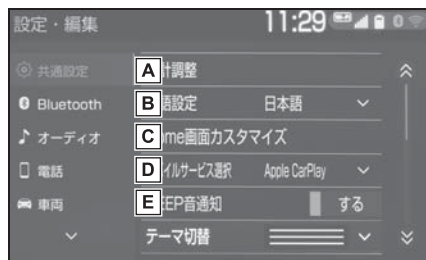 設定・編集 11:29
共通設定 A 計調整
Bluetooth B 語設定 日本語
オーディオ C ome画面カスタマイズ
電話 D イルサービス選択 Apple CarPlay
車両 E EEP音通知 する
テーマ切替